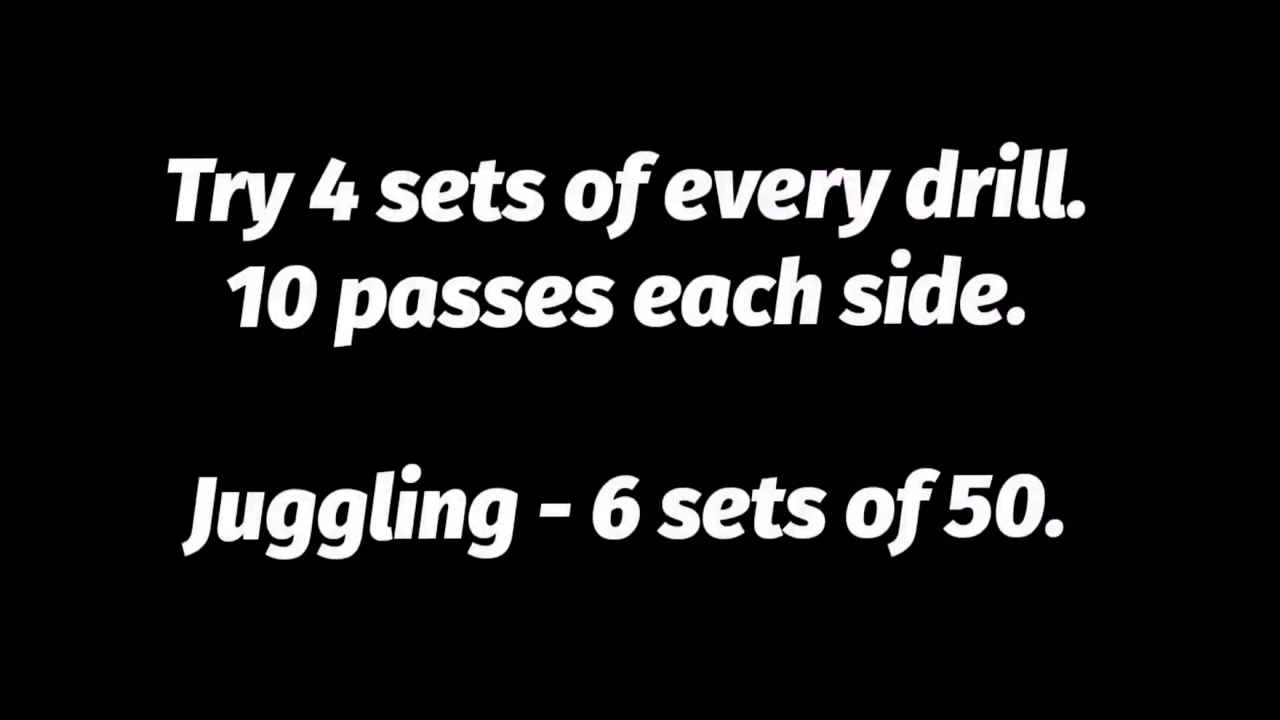 Try 4 sets of every drill.
10 passes each side.
Juggling - 6 sets of 50.